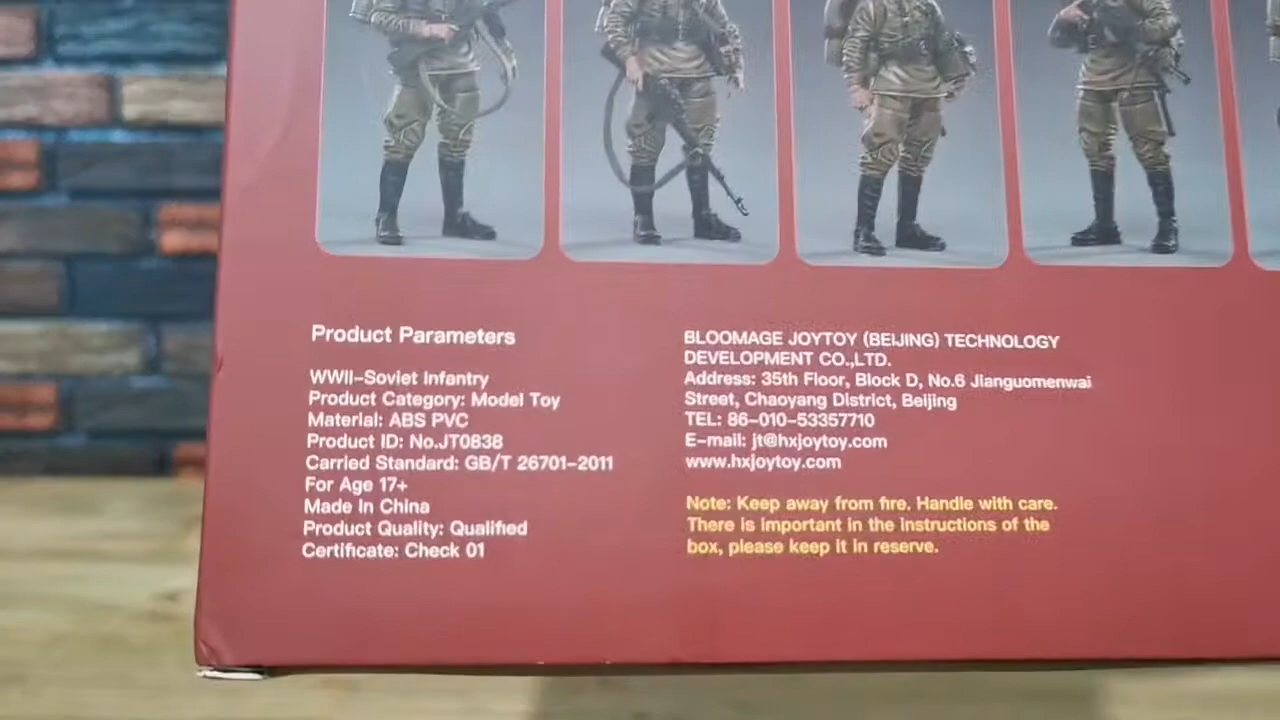 Product Parameters
WWII-Soviet Infantry
Product Category: Model Toy
Material: ABS PVC
Product ID: No.JT0838
Carried Standard: GB/T 26701-2011
For Age 17+
Made In China
Product Quality: Qualified
Certificate: Check 01
BLOOMAGE JOYTOY (BEIJING) TECHNOLOGY
DEVELOPMENT CO.,LTD.
Address: 35th Floor, Block D, No.6 Jianguomenwai
Street, Chaoyang District, Beijing
TEL: 86-010-53357710
E-mail: jt@hxjoytoy.com
www.hxjoytoy.com
Note: Keep away from fire. Handle with care.
There is important in the instructions of the
box, please keep it in reserve.